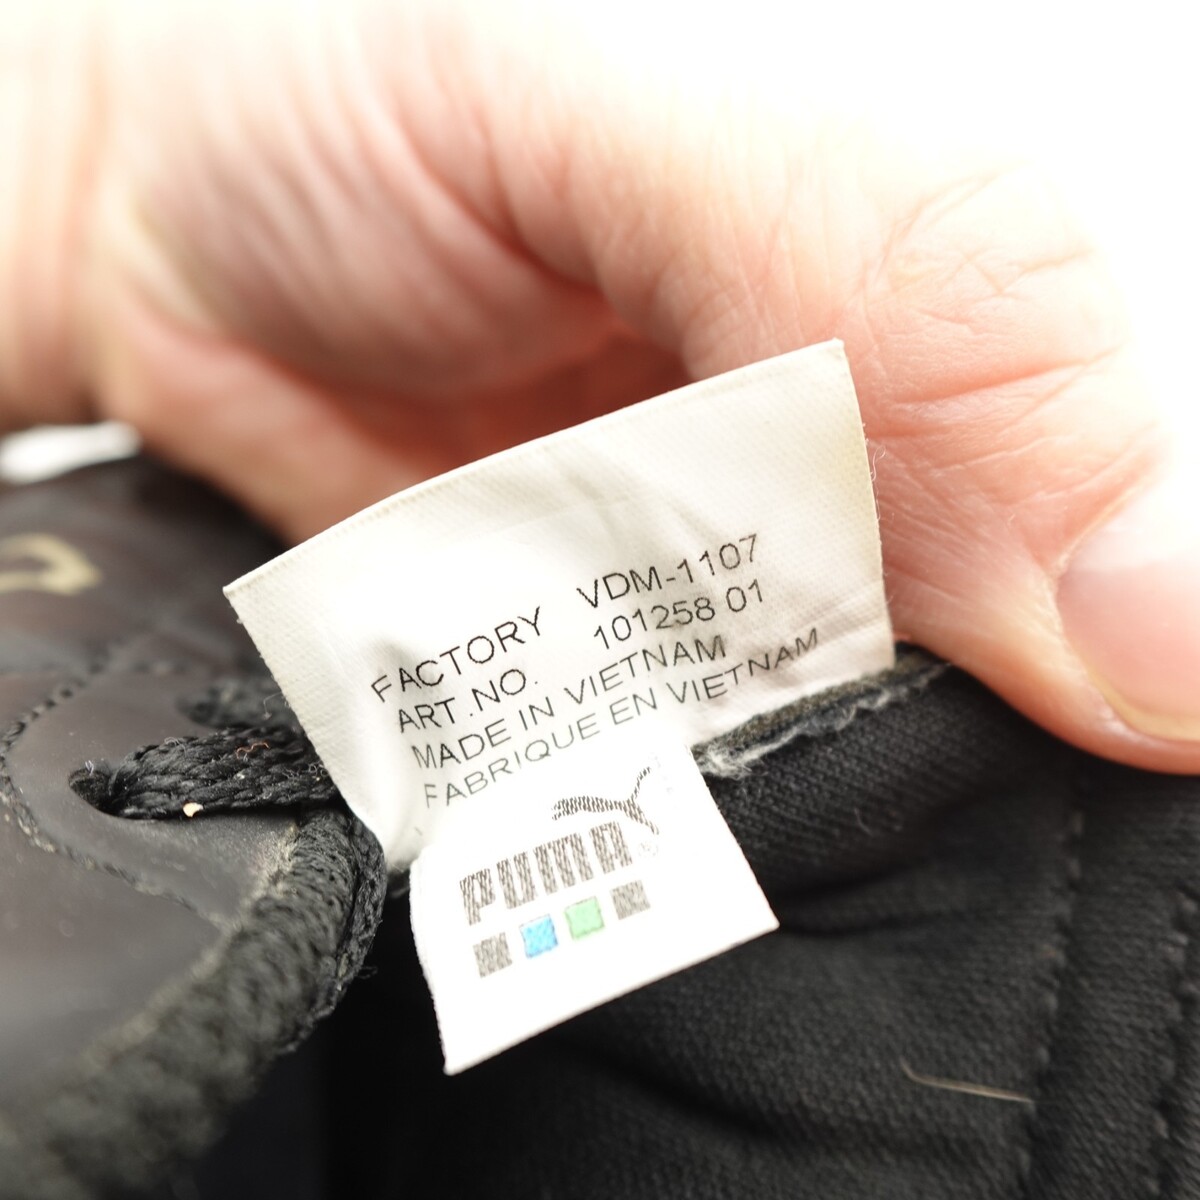 FACTORY VDM-1107
ART.NO. 101258 01
MADE IN VIETNAM
FABRIQUE EN VIETNAM
PUMA